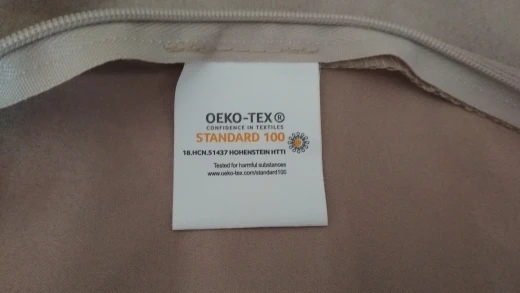 OEKO-TEX®
CONFIDENCE IN TEXTILES
STANDARD 100
18.HCN.51437 HOHENSTEIN HTTI
Tested for harmful substances
www.oeko-tex.com/standard100